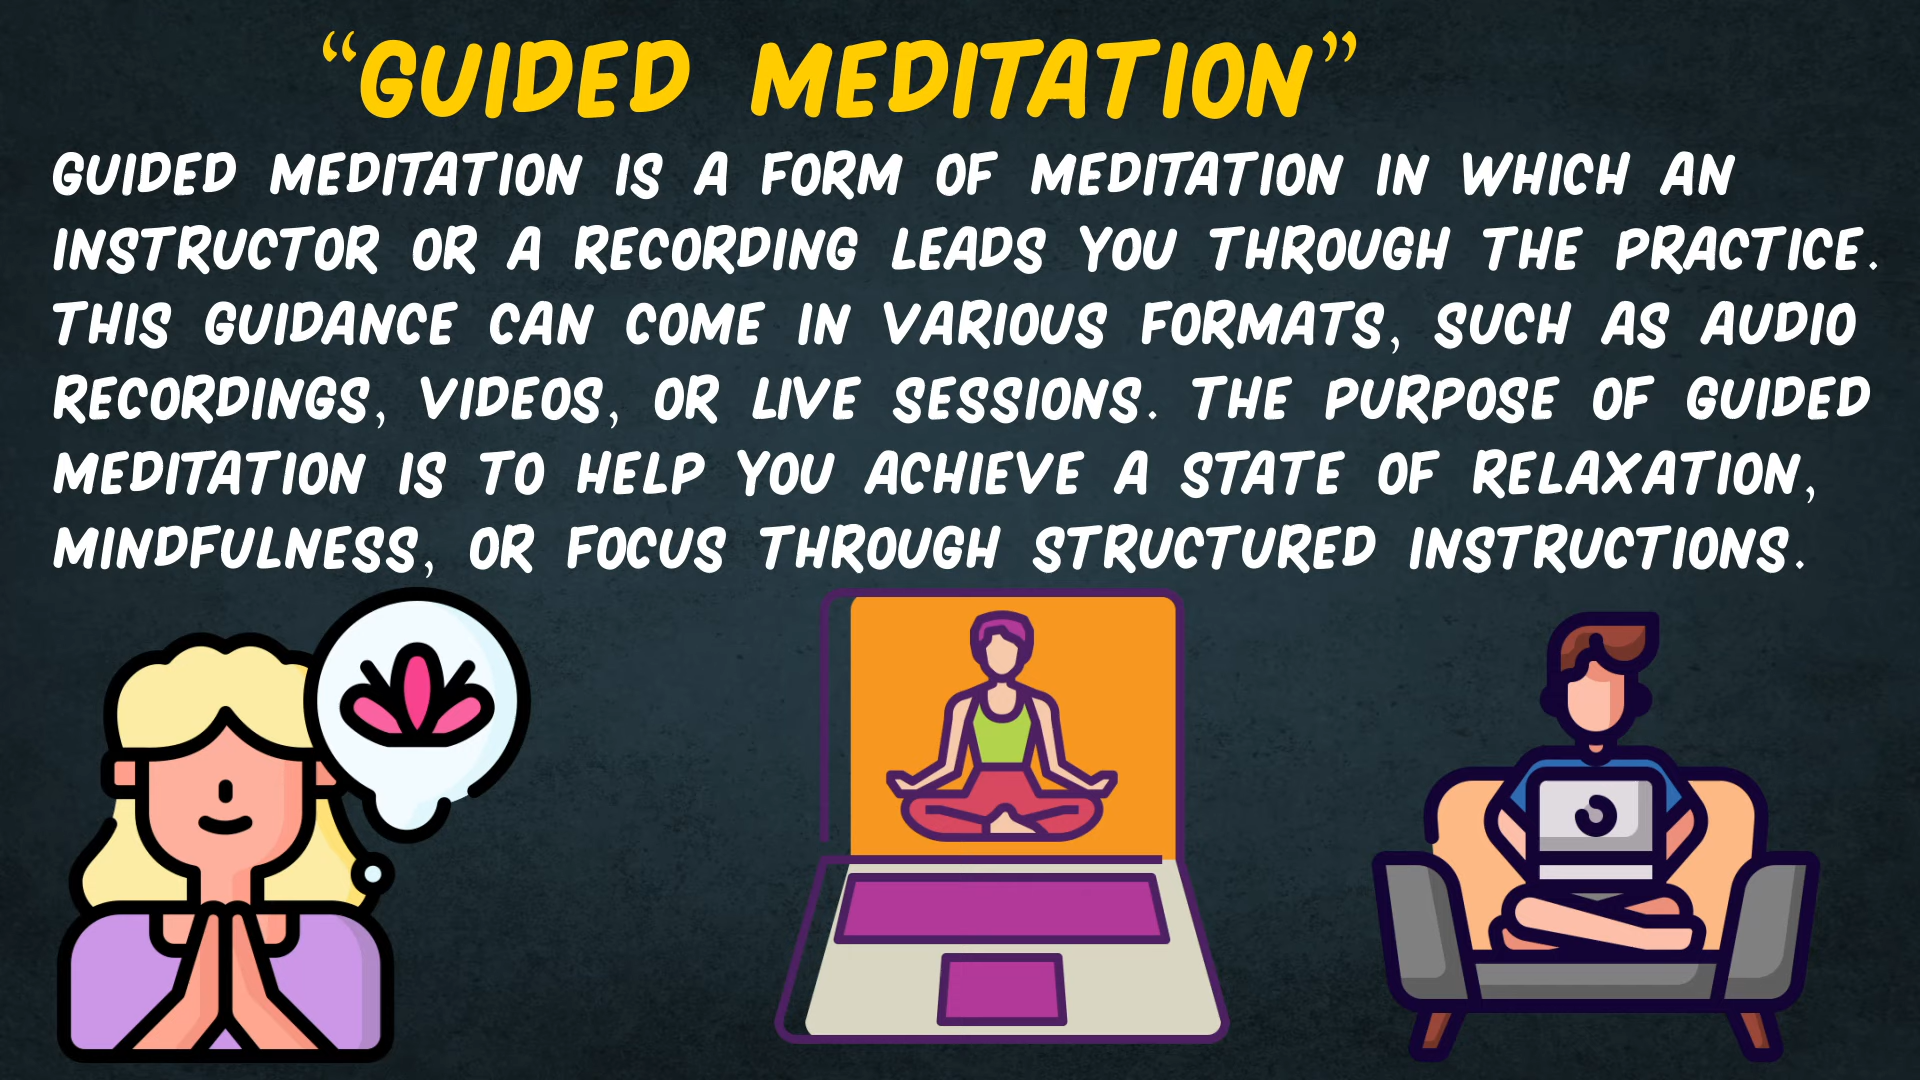 “GUIDED MEDITATION”
GUIDED MEDITATION IS A FORM OF MEDITATION IN WHICH AN
INSTRUCTOR OR A RECORDING LEADS YOU THROUGH THE PRACTICE.
THIS GUIDANCE CAN COME IN VARIOUS FORMATS, SUCH AS AUDIO
RECORDINGS, VIDEOS, OR LIVE SESSIONS. THE PURPOSE OF GUIDED
MEDITATION IS TO HELP YOU ACHIEVE A STATE OF RELAXATION,
MINDFULNESS, OR FOCUS THROUGH STRUCTURED INSTRUCTIONS.